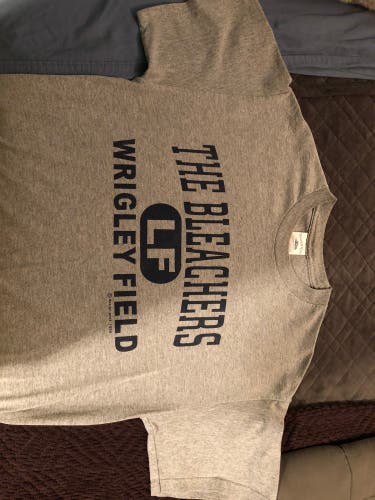 THE BLEACHERS
LF
WRIGLEY FIELD